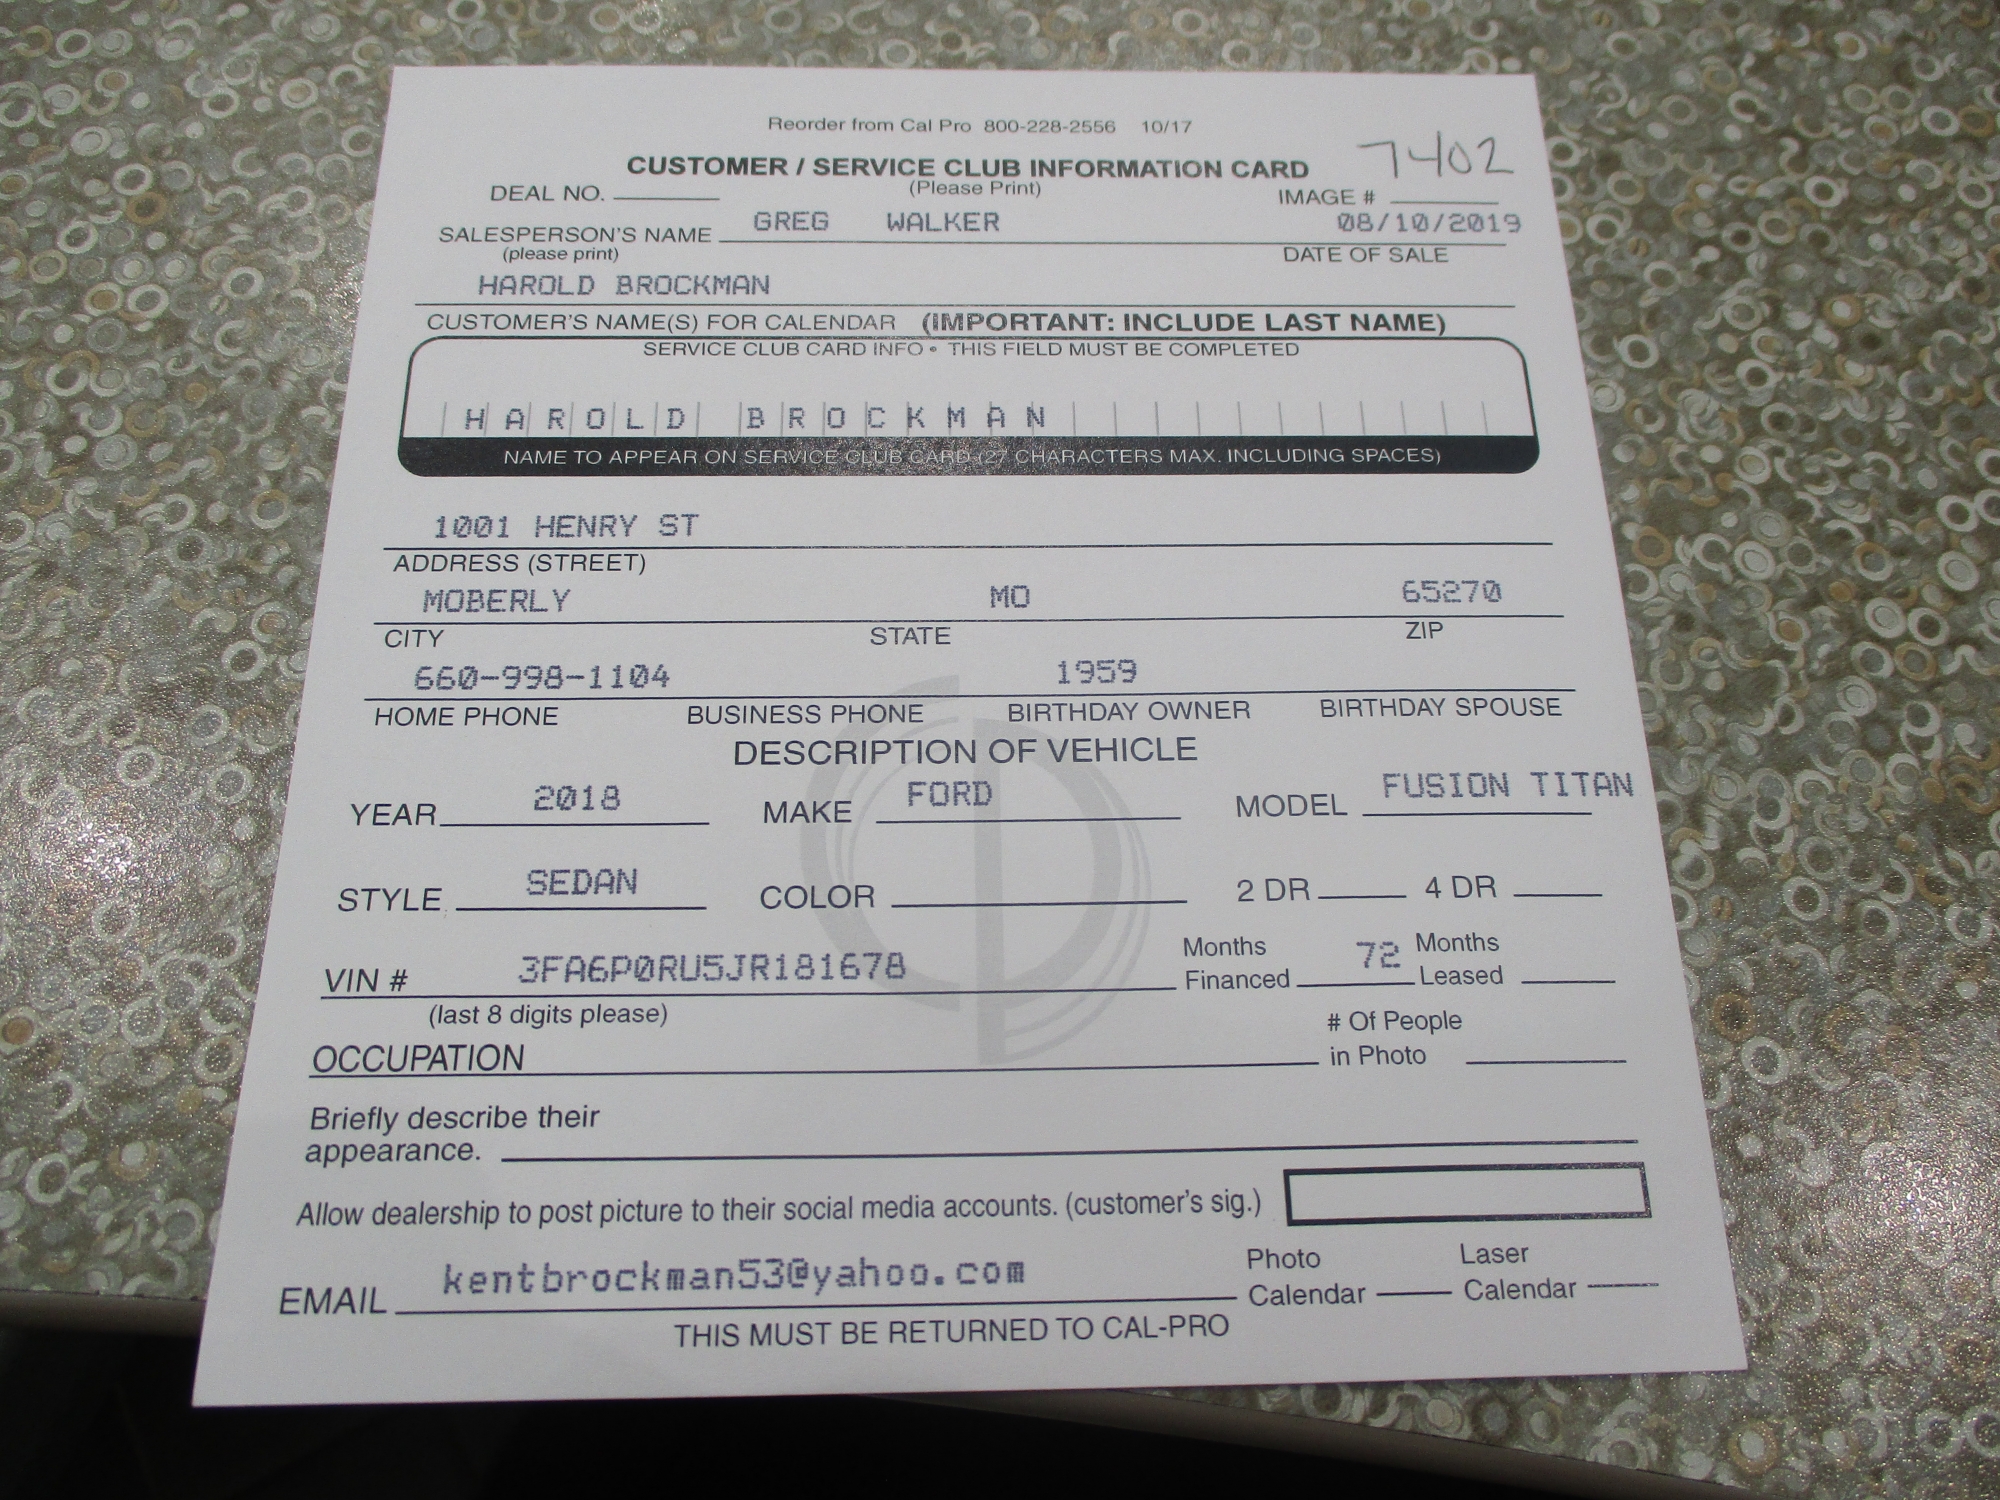 Reorder from Cal Pro 800-228-2556 10/17
7402
CUSTOMER / SERVICE CLUB INFORMATION CARD
DEAL NO. (Please Print) IMAGE #
SALESPERSON'S NAME GREG WALKER 08/10/2019
(please print) DATE OF SALE
HAROLD BROCKMAN
CUSTOMER'S NAME(S) FOR CALENDAR (IMPORTANT: INCLUDE LAST NAME)
SERVICE CLUB CARD INFO • THIS FIELD MUST BE COMPLETED
HAROLD BROCKMAN
NAME TO APPEAR ON SERVICE CLUB CARD (27 CHARACTERS MAX. INCLUDING SPACES)
1001 HENRY ST
ADDRESS (STREET)
MOBERLY MO 65270
CITY STATE ZIP
660-998-1104 1959
HOME PHONE BUSINESS PHONE BIRTHDAY OWNER BIRTHDAY SPOUSE
DESCRIPTION OF VEHICLE
YEAR 2018 MAKE FORD MODEL FUSION TITAN
STYLE SEDAN COLOR 2 DR 4 DR
VIN # 3FA6P0RU5JR181678 Months Financed 72 Months Leased
(last 8 digits please)
OCCUPATION # Of People in Photo
Briefly describe their
appearance.
Allow dealership to post picture to their social media accounts. (customer's sig.)
EMAIL kentbrockman53@yahoo.com Photo Calendar Laser Calendar
THIS MUST BE RETURNED TO CAL-PRO